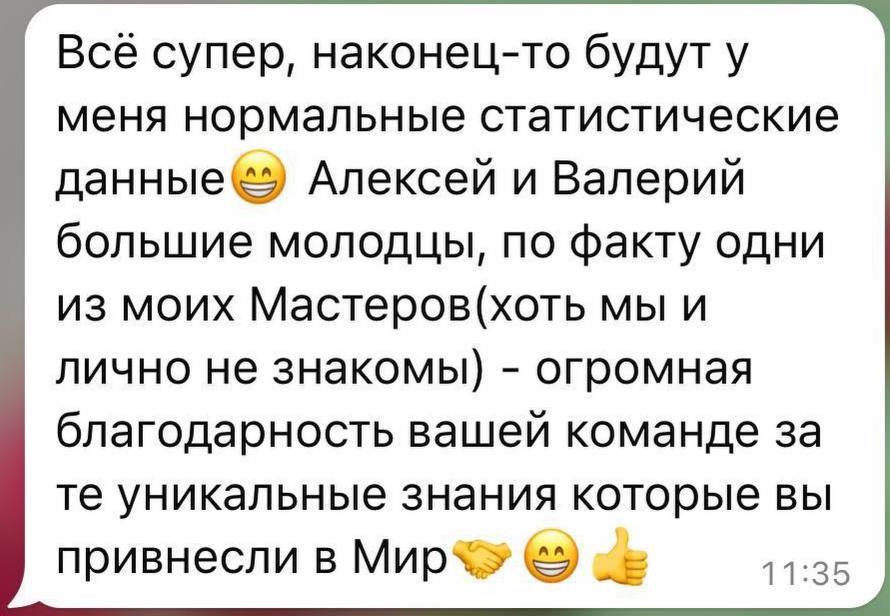 Всё супер, наконец-то будут у
меня нормальные статистические
данные😁 Алексей и Валерий
большие молодцы, по факту одни
из моих Мастеров(хоть мы и
лично не знакомы) - огромная
благодарность вашей команде за
те уникальные знания которые вы
привнесли в Мир🤝😁👍
11:35